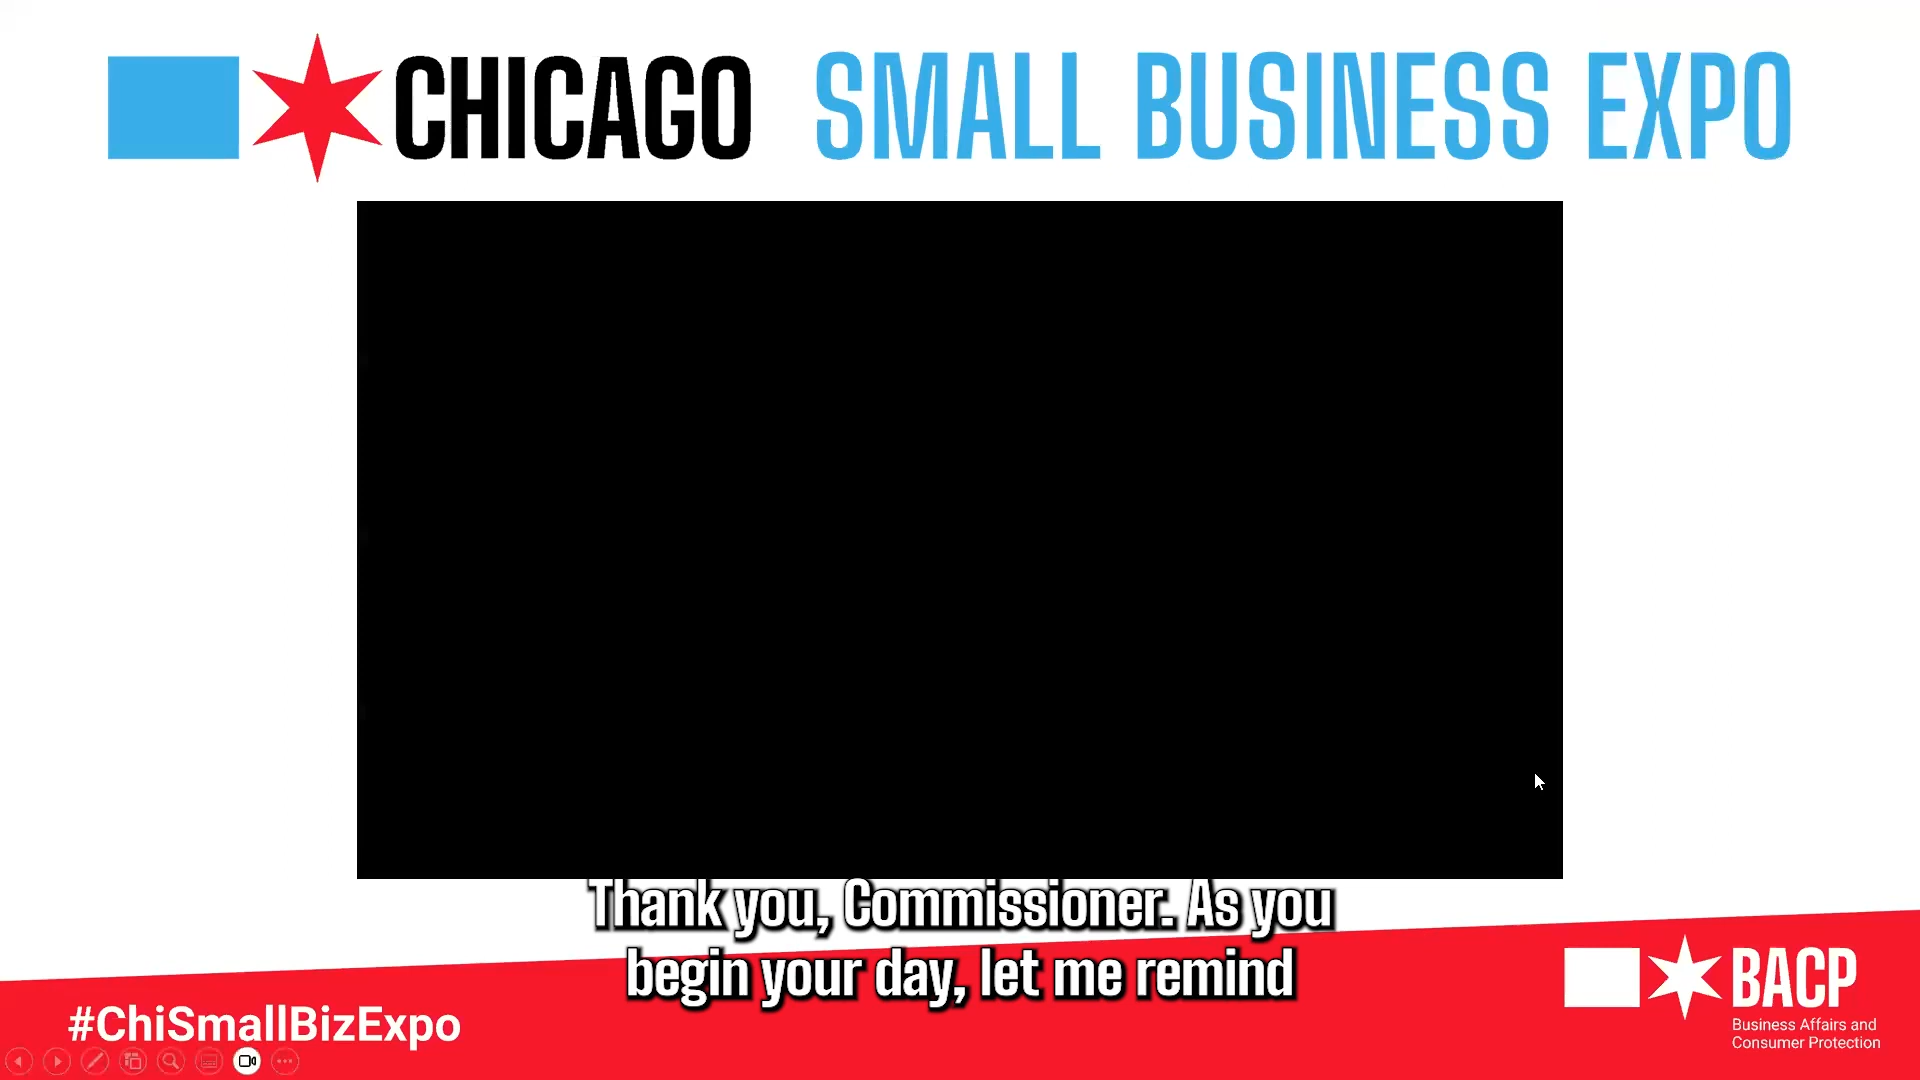 CHICAGO SMALL BUSINESS EXPO
Thank you, Commissioner. As you
begin your day, let me remind
#ChiSmallBizExpo
BACP
Business Affairs and
Consumer Protection